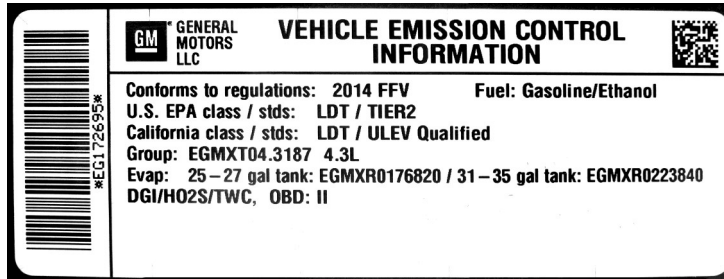 *EG172695*
GM
GENERAL
MOTORS
LLC
VEHICLE EMISSION CONTROL
INFORMATION
Conforms to regulations: 2014 FFV Fuel: Gasoline/Ethanol
U.S. EPA class / stds: LDT / TIER2
California class / stds: LDT / ULEV Qualified
Group: EGMXT04.3187 4.3L
Evap: 25–27 gal tank: EGMXR0176820 / 31–35 gal tank: EGMXR0223840
DGI/HO2S/TWC, OBD: II